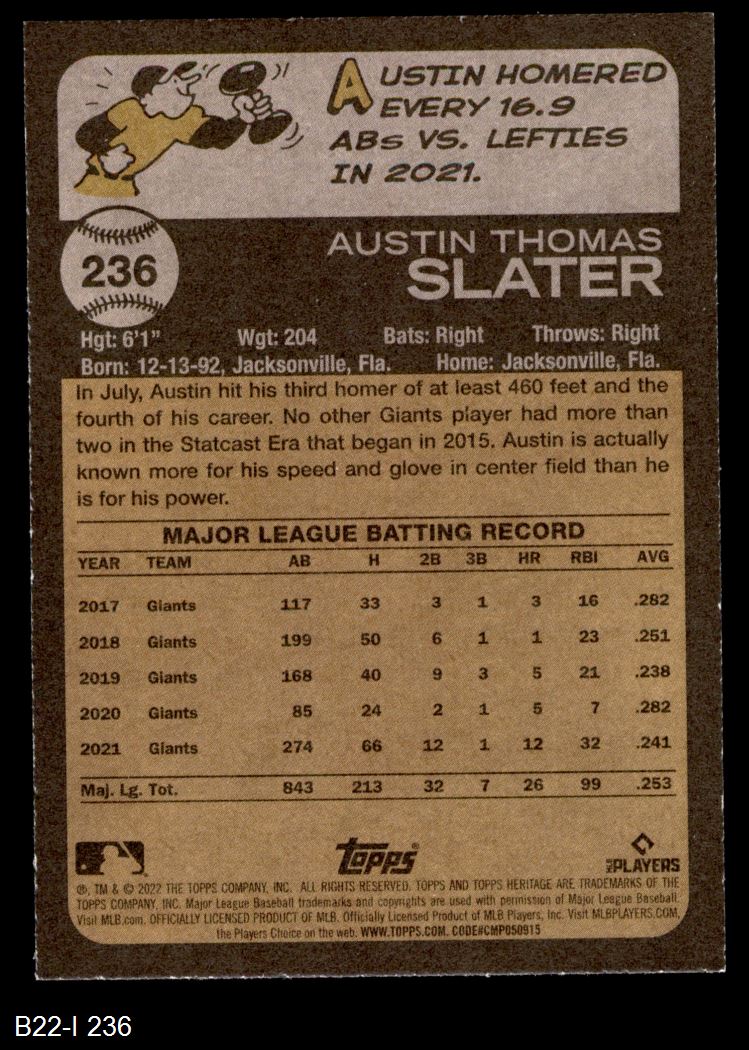 AUSTIN HOMERED
EVERY 16.9
ABS VS. LEFTIES
IN 2021.
236
AUSTIN THOMAS
SLATER
Hgt: 6'1" Wgt: 204 Bats: Right Throws: Right
Born: 12-13-92, Jacksonville, Fla. Home: Jacksonville, Fla.
In July, Austin hit his third homer of at least 460 feet and the
fourth of his career. No other Giants player had more than
two in the Statcast Era that began in 2015. Austin is actually
known more for his speed and glove in center field than he
is for his power.
MAJOR LEAGUE BATTING RECORD
YEAR TEAM AB H 2B 3B HR RBI AVG
2017 Giants 117 33 3 1 3 16 .282
2018 Giants 199 50 6 1 1 23 .251
2019 Giants 168 40 9 3 5 21 .238
2020 Giants 85 24 2 1 5 7 .282
2021 Giants 274 66 12 1 12 32 .241
Maj. Lg. Tot. 843 213 32 7 26 99 .253
Topps
MLB PLAYERS
®, TM & © 2022 THE TOPPS COMPANY, INC. ALL RIGHTS RESERVED. TOPPS AND TOPPS HERITAGE ARE TRADEMARKS OF THE
TOPPS COMPANY, INC. Major League Baseball trademarks and copyrights are used with permission of Major League Baseball.
Visit MLB.com. OFFICIALLY LICENSED PRODUCT OF MLB. Officially Licensed Product of MLB Players, Inc. Visit MLBPLAYERS.COM,
the Players Choice on the web. WWW.TOPPS.COM. CODE#CMP050915
B22-I 236